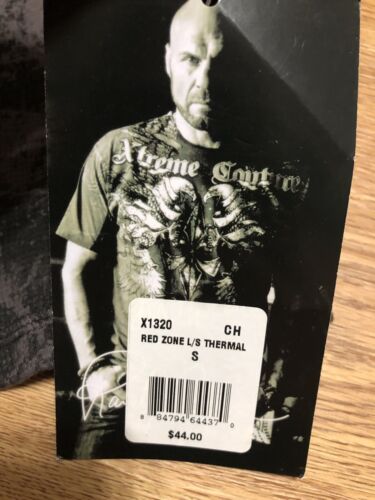 Xtreme Couture
X1320 CH
RED ZONE L/S THERMAL
S
8 84794 64437 0
$44.00